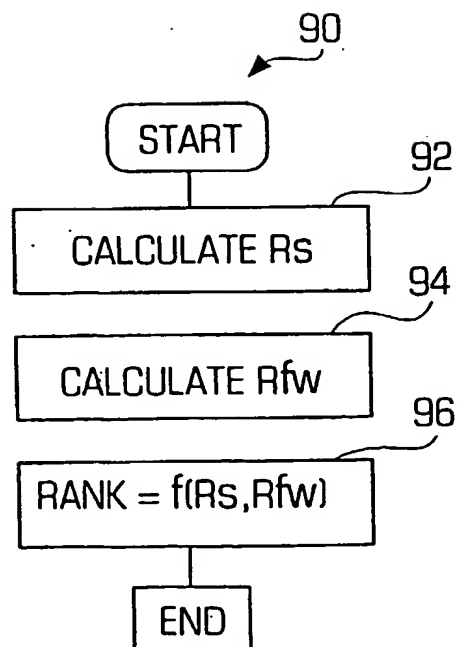 90
START
92
CALCULATE Rs
94
CALCULATE Rfw
96
RANK = f(Rs,Rfw)
END